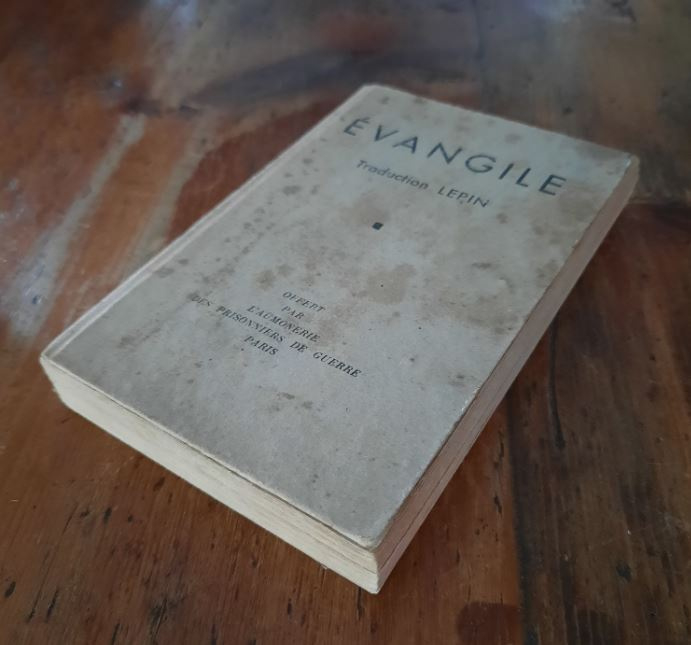 ÉVANGILE
Traduction LEPIN
OFFERT
PAR
L'AUMONERIE
DES PRISONNIERS DE GUERRE
PARIS